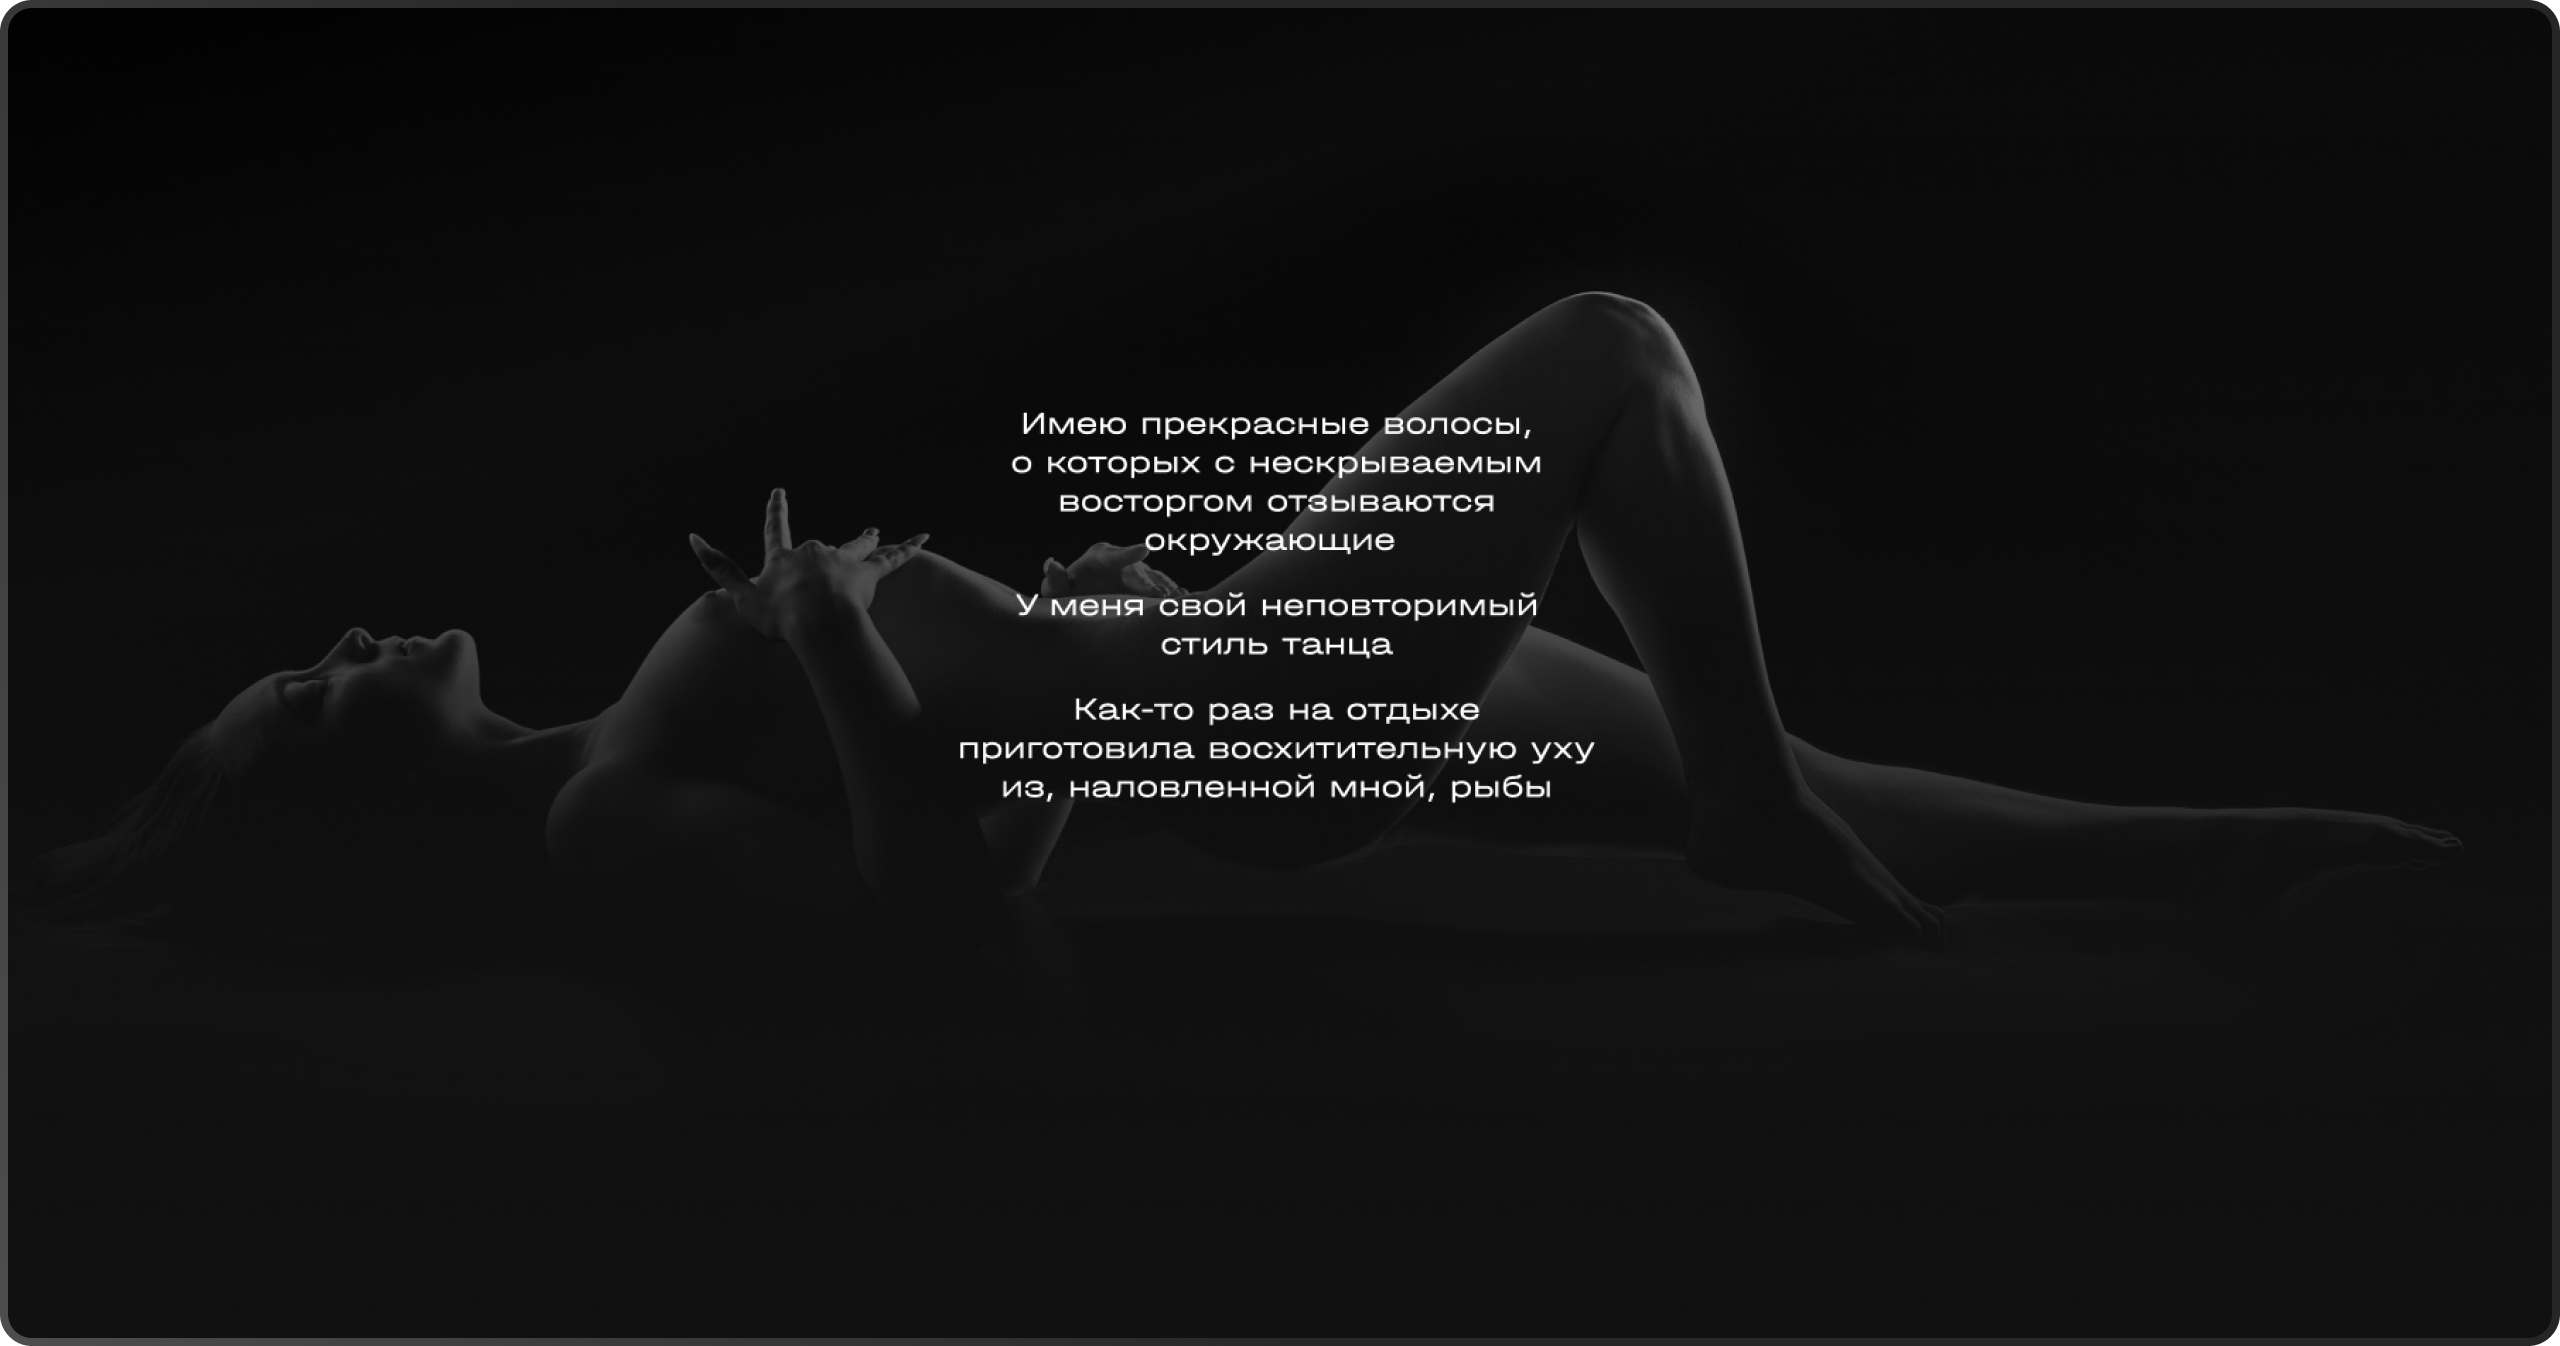 Имею прекрасные волосы,
о которых с нескрываемым
восторгом отзываются
окружающие
У меня свой неповторимый
стиль танца
Как-то раз на отдыхе
приготовила восхитительную уху
из, наловленной мной, рыбы